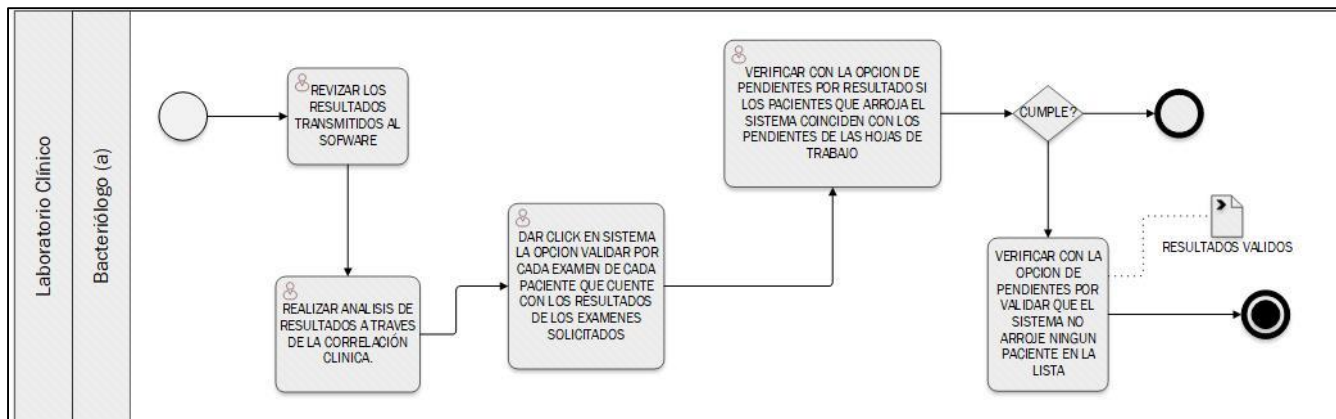 Laboratorio Clínico
Bacteriólogo (a)
REVIZAR LOS
RESULTADOS
TRANSMITIDOS AL
SOFWARE
REALIZAR ANALISIS DE
RESULTADOS A TRAVES
DE LA CORRELACIÓN
CLINICA.
DAR CLICK EN SISTEMA
LA OPCION VALIDAR POR
CADA EXAMEN DE CADA
PACIENTE QUE CUENTE
CON LOS RESULTADOS
DE LOS EXAMENES
SOLICITADOS
VERIFICAR CON LA OPCION DE
PENDIENTES POR RESULTADO SI
LOS PACIENTES QUE ARROJA EL
SISTEMA COINCIDEN CON LOS
PENDIENTES DE LAS HOJAS DE
TRABAJO
CUMPLE?
VERIFICAR CON LA
OPCION DE
PENDIENTES POR
VALIDAR QUE EL
SISTEMA NO
ARROJE NINGUN
PACIENTE EN LA
LISTA
RESULTADOS VALIDOS